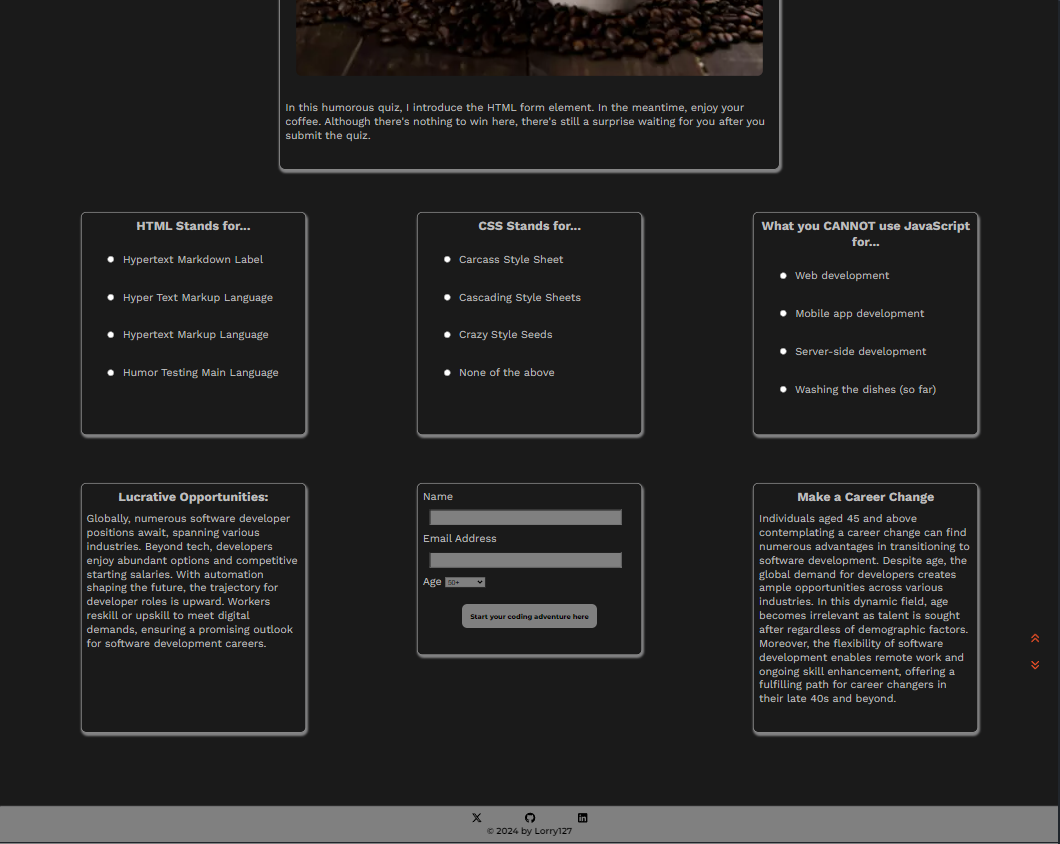 In this humorous quiz, I introduce the HTML form element. In the meantime, enjoy your
coffee. Although there's nothing to win here, there's still a surprise waiting for you after you
submit the quiz.
HTML Stands for...
Hypertext Markdown Label
Hyper Text Markup Language
Hypertext Markup Language
Humor Testing Main Language
CSS Stands for...
Carcass Style Sheet
Cascading Style Sheets
Crazy Style Seeds
None of the above
What you CANNOT use JavaScript
for...
Web development
Mobile app development
Server-side development
Washing the dishes (so far)
Lucrative Opportunities:
Globally, numerous software developer
positions await, spanning various
industries. Beyond tech, developers
enjoy abundant options and competitive
starting salaries. With automation
shaping the future, the trajectory for
developer roles is upward. Workers
reskill or upskill to meet digital
demands, ensuring a promising outlook
for software development careers.
Name
Email Address
Age 50+
Start your coding adventure here
Make a Career Change
Individuals aged 45 and above
contemplating a career change can find
numerous advantages in transitioning to
software development. Despite age, the
global demand for developers creates
ample opportunities across various
industries. In this dynamic field, age
becomes irrelevant as talent is sought
after regardless of demographic factors.
Moreover, the flexibility of software
development enables remote work and
ongoing skill enhancement, offering a
fulfilling path for career changers in
their late 40s and beyond.
© 2024 by Lorry127